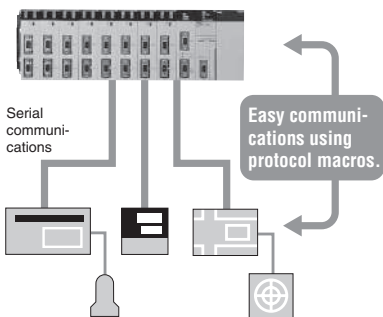 Serial
communi-
cations
Easy communi-
cations using
protocol macros.